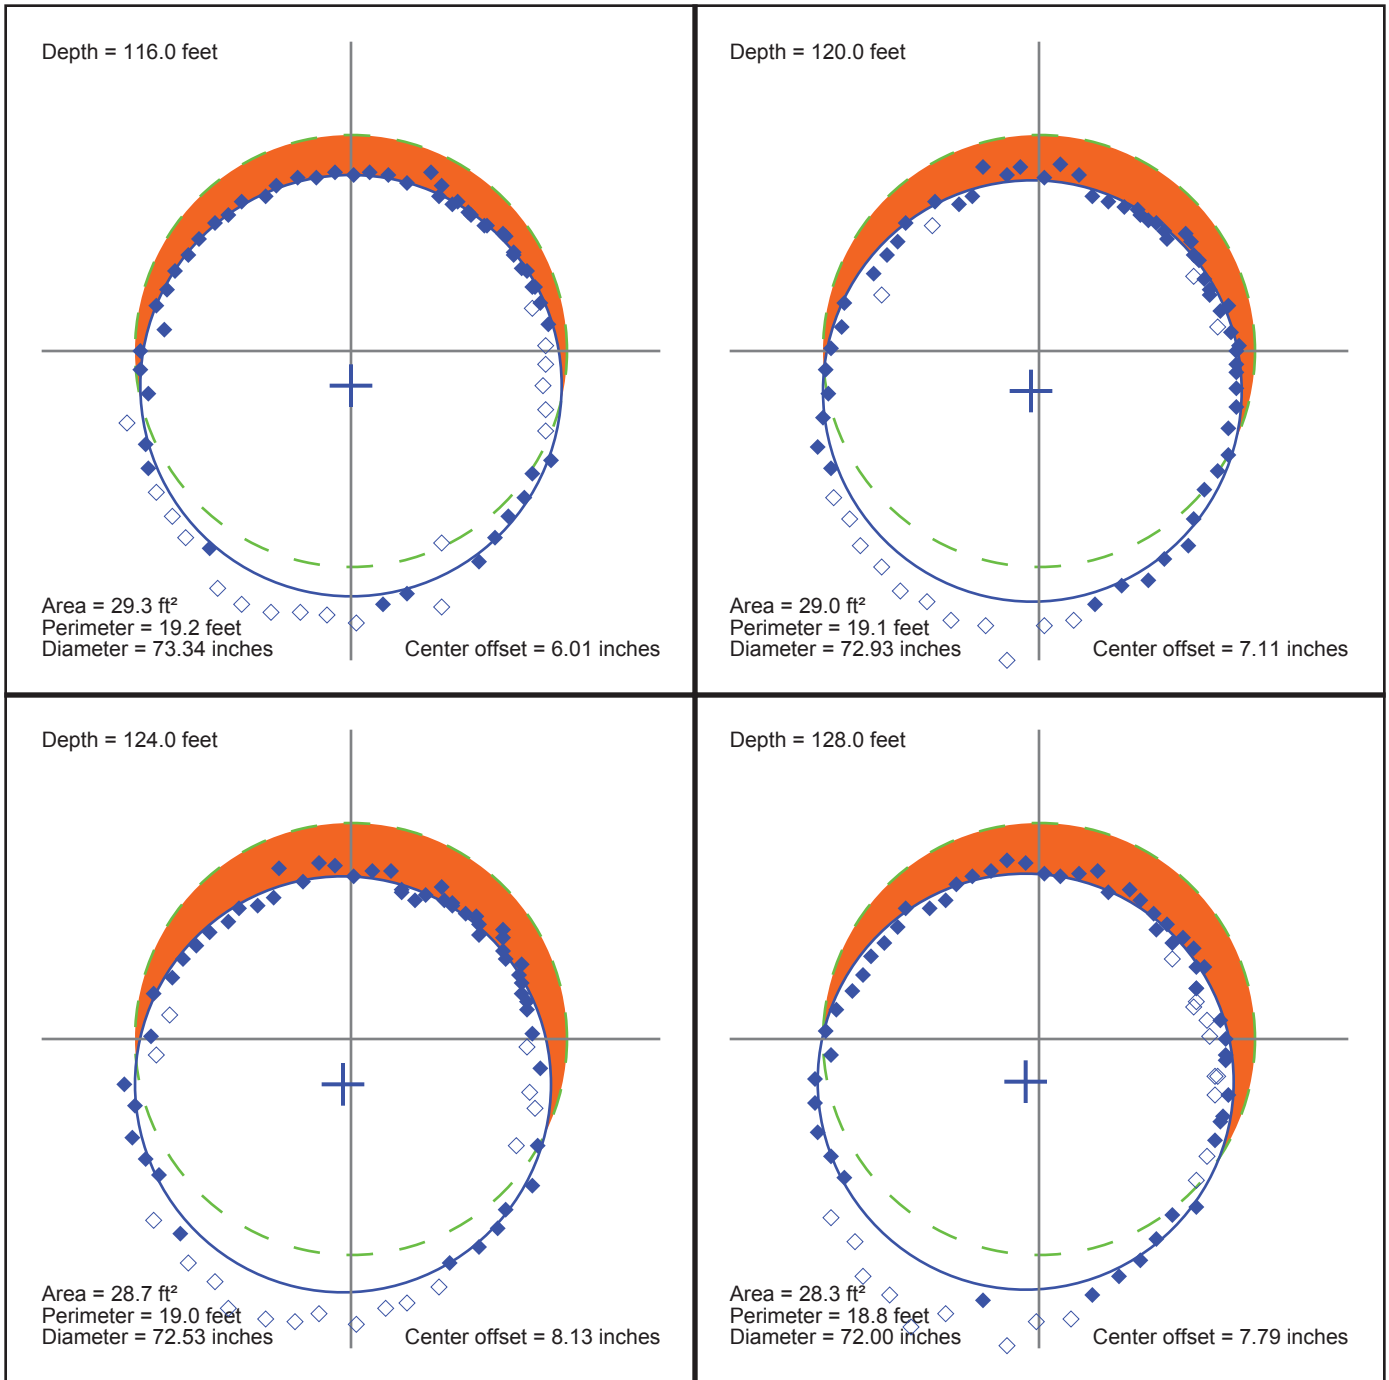 Depth = 116.0 feet
Area = 29.3 ft²
Perimeter = 19.2 feet
Diameter = 73.34 inches
Center offset = 6.01 inches
Depth = 120.0 feet
Area = 29.0 ft²
Perimeter = 19.1 feet
Diameter = 72.93 inches
Center offset = 7.11 inches
Depth = 124.0 feet
Area = 28.7 ft²
Perimeter = 19.0 feet
Diameter = 72.53 inches
Center offset = 8.13 inches
Depth = 128.0 feet
Area = 28.3 ft²
Perimeter = 18.8 feet
Diameter = 72.00 inches
Center offset = 7.79 inches